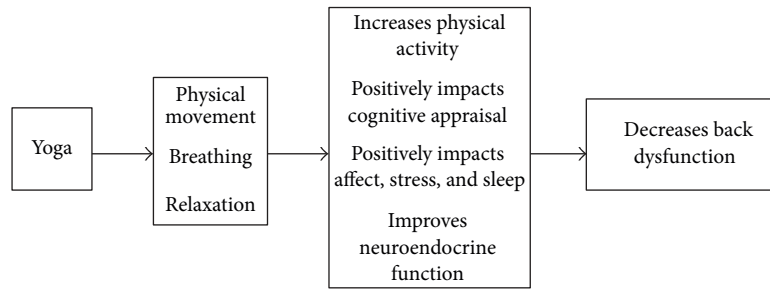 Yoga
Physical
movement
Breathing
Relaxation
Increases physical
activity
Positively impacts
cognitive appraisal
Positively impacts
affect, stress, and sleep
Improves
neuroendocrine
function
Decreases back
dysfunction